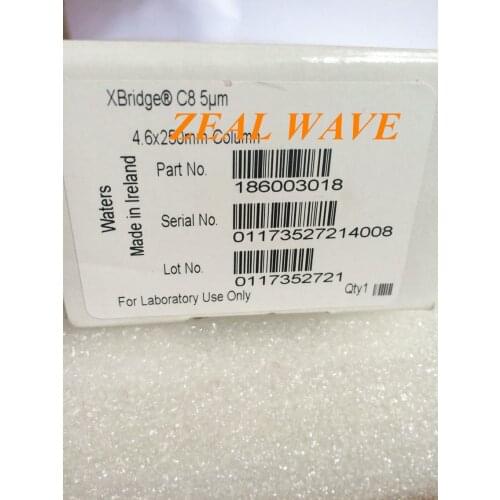 XBridge® C8 5µm
ZEAL WAVE
4.6x250mm Column
Waters
Made in Ireland
Part No.
186003018
Serial No.
01173527214008
Lot No.
0117352721
Qty1
For Laboratory Use Only